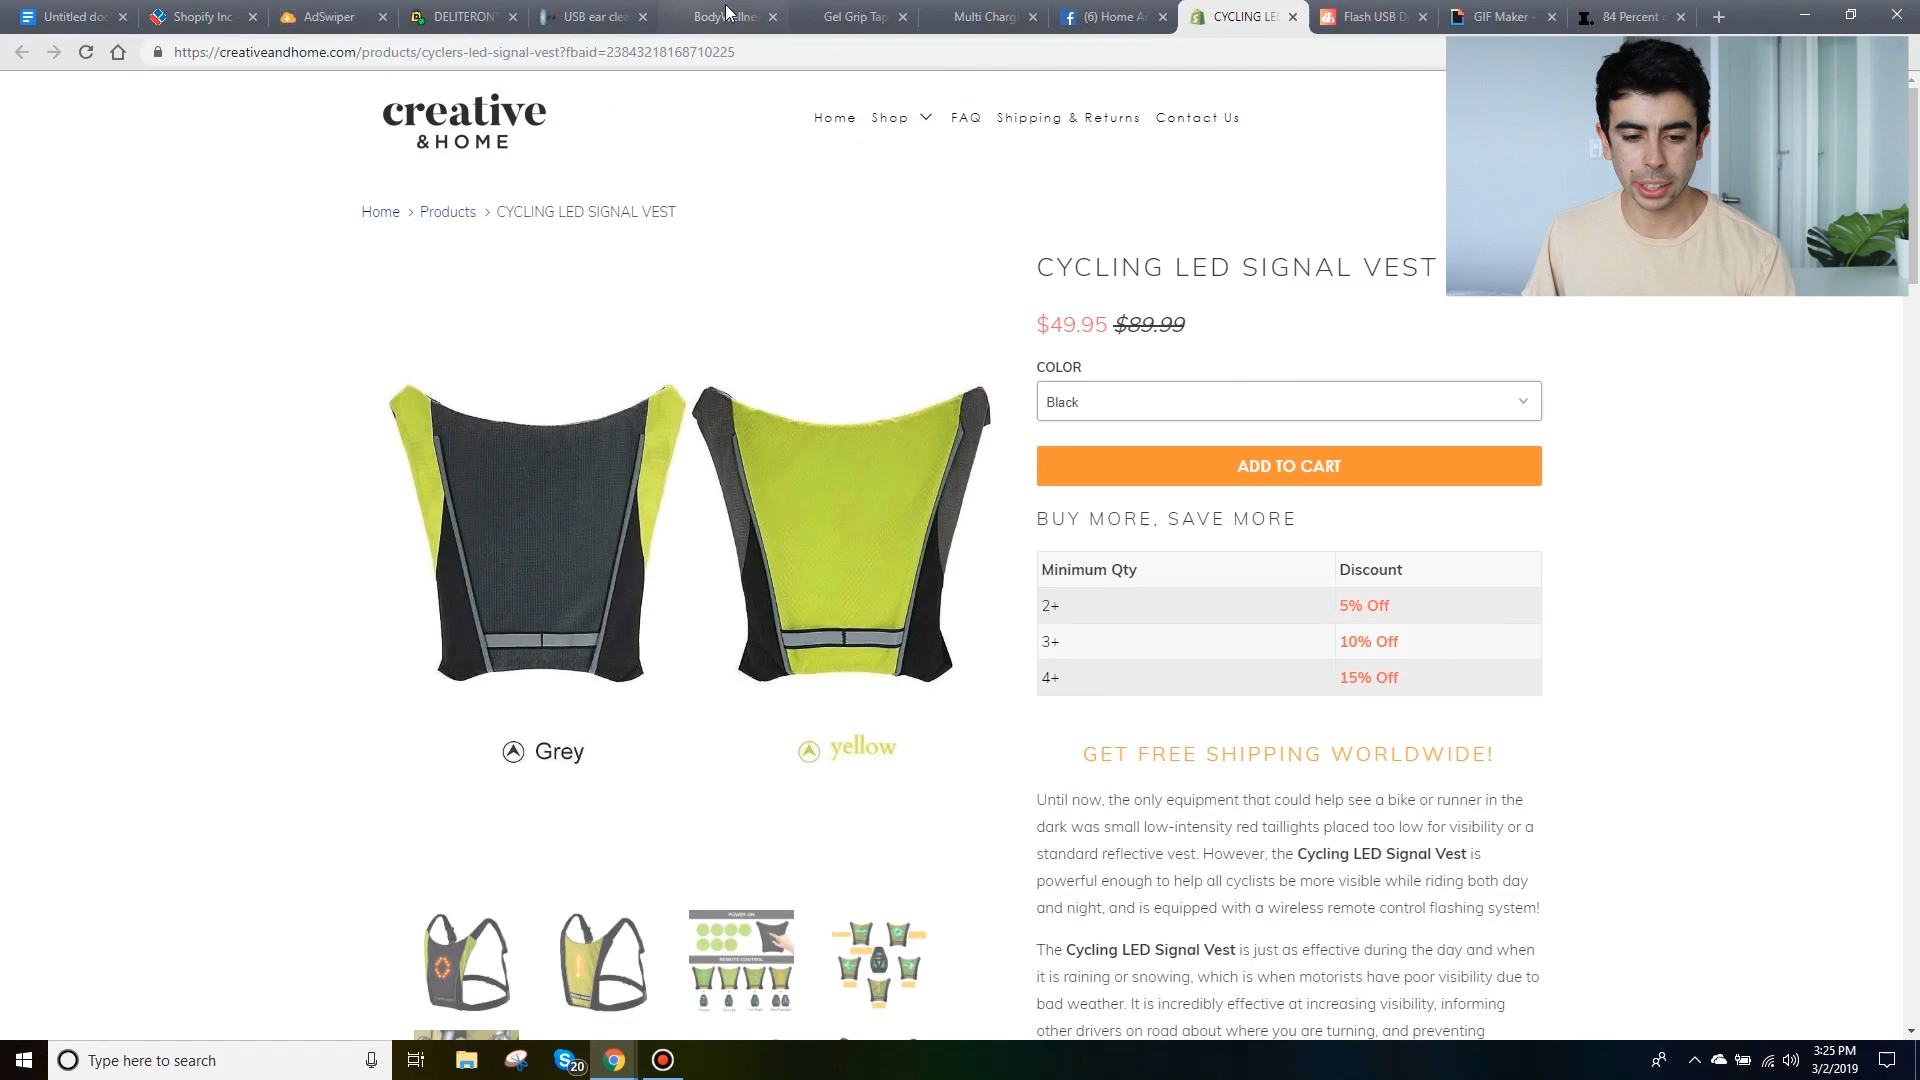 Untitled doc
Shopify Inc
AdSwiper
DELITERON
USB ear clea
BodyWellne
Gel Grip Tap
Multi Chargi
(6) Home A
CYCLING LE
Flash USB D
GIF Maker -
84 Percent o
https://creativeandhome.com/products/cyclers-led-signal-vest?fbaid=23843218168710225
creative
&HOME
Home Shop FAQ Shipping & Returns Contact Us
Home > Products > CYCLING LED SIGNAL VEST
CYCLING LED SIGNAL VEST
$49.95 $89.99
COLOR
Black
ADD TO CART
BUY MORE, SAVE MORE
Minimum Qty Discount
2+ 5% Off
3+ 10% Off
4+ 15% Off
Grey
yellow
GET FREE SHIPPING WORLDWIDE!
Until now, the only equipment that could help see a bike or runner in the
dark was small low-intensity red taillights placed too low for visibility or a
standard reflective vest. However, the Cycling LED Signal Vest is
powerful enough to help all cyclists be more visible while riding both day
and night, and is equipped with a wireless remote control flashing system!
The Cycling LED Signal Vest is just as effective during the day and when
it is raining or snowing, which is when motorists have poor visibility due to
bad weather. It is incredibly effective at increasing visibility, informing
other drivers on road about where you are turning, and preventing
POWER ON
REMOTE CONTROL
Type here to search
20
3:25 PM
3/2/2019